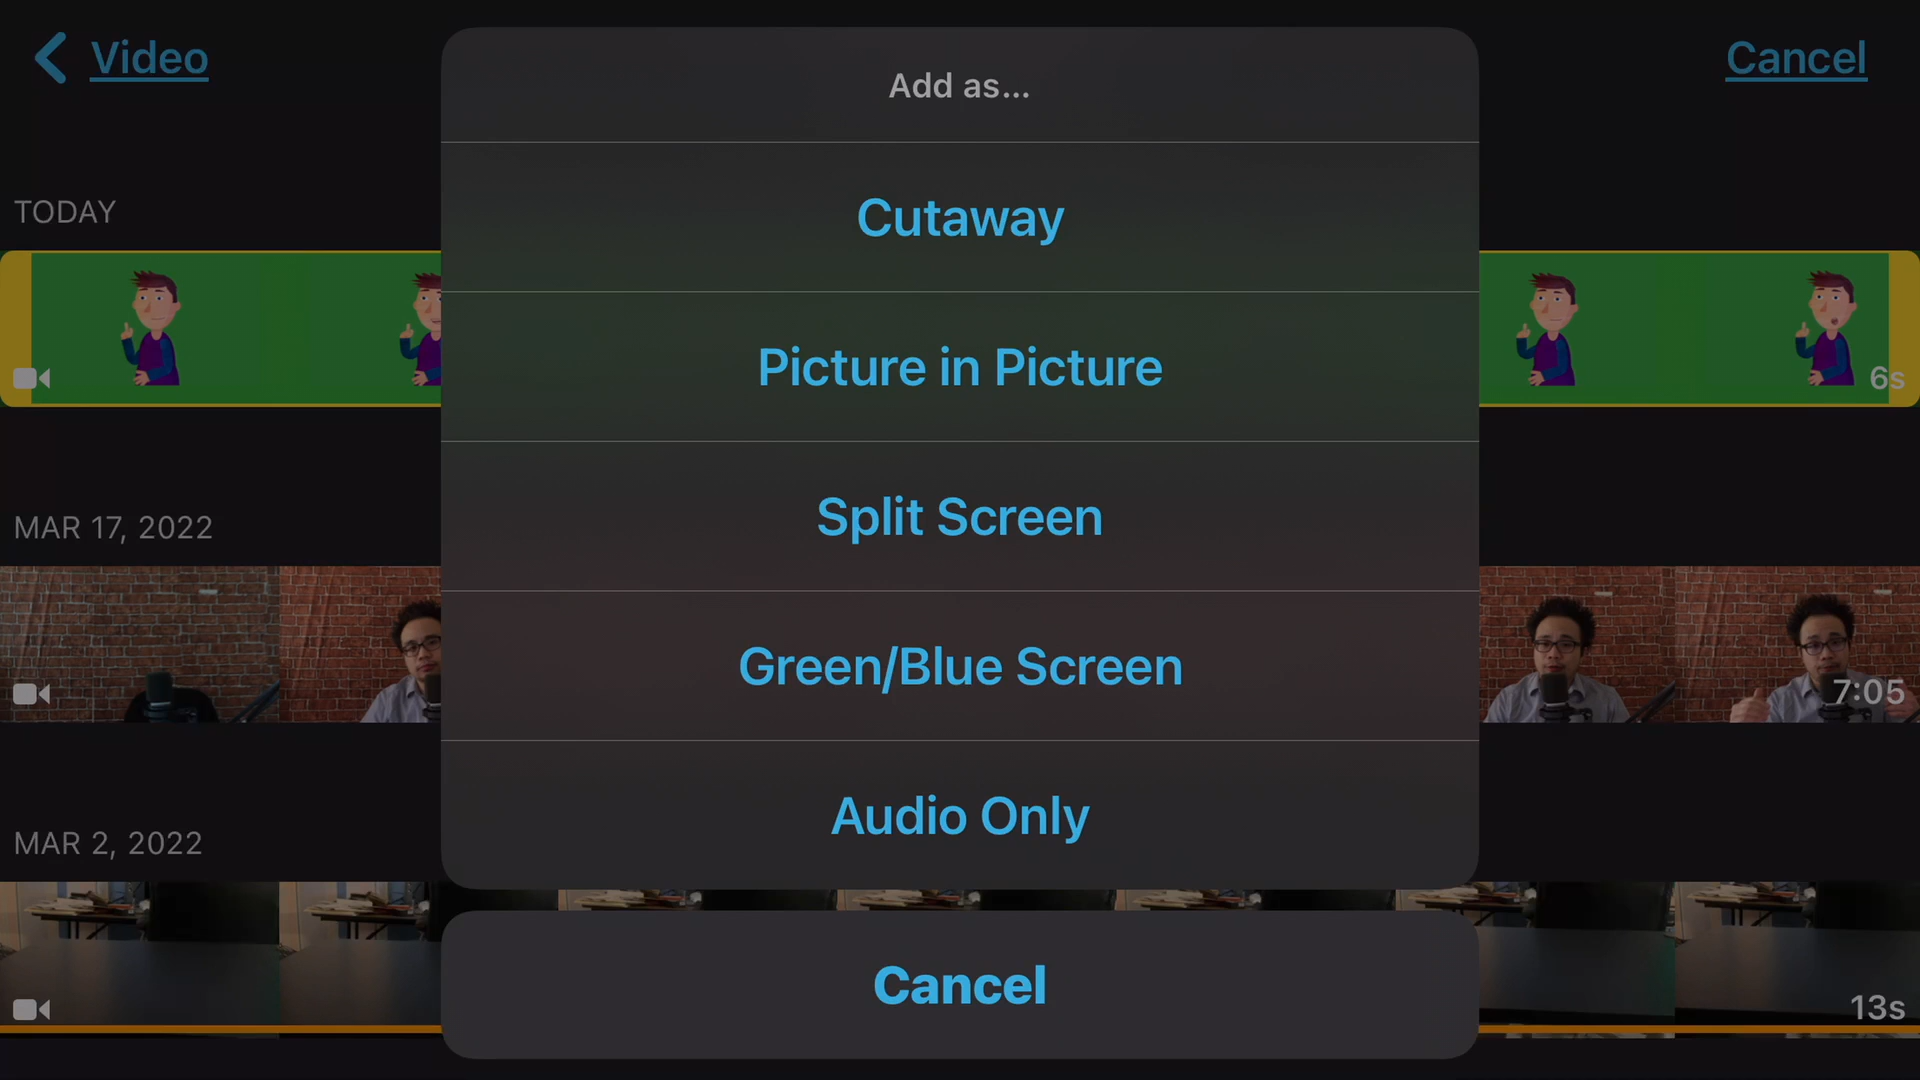 Video
Cancel
Add as...
TODAY
Cutaway
Picture in Picture
6s
Split Screen
MAR 17, 2022
Green/Blue Screen
7:05
Audio Only
MAR 2, 2022
Cancel
13s